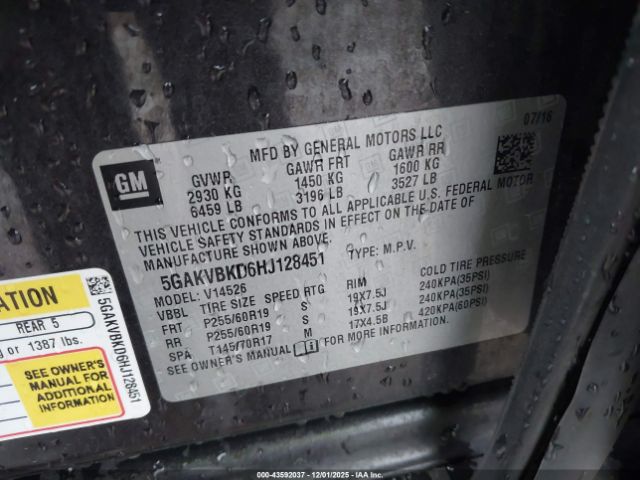 MFD BY GENERAL MOTORS LLC
07/16
GM
GVWR GAWR FRT GAWR RR
2930 KG 1450 KG 1600 KG
6459 LB 3196 LB 3527 LB
THIS VEHICLE CONFORMS TO ALL APPLICABLE U.S. FEDERAL MOTOR
VEHICLE SAFETY STANDARDS IN EFFECT ON THE DATE OF
MANUFACTURE SHOWN ABOVE.
5GAKVBKD6HJ128451 TYPE: M.P.V.
MODEL: V14526
VBBL TIRE SIZE SPEED RTG RIM COLD TIRE PRESSURE
FRT P255/60R19 S 19X7.5J 240KPA(35PSI)
RR P255/60R19 S 19X7.5J 240KPA(35PSI)
SPA T145/70R17 M 17X4.5B 420KPA(60PSI)
SEE OWNER'S MANUAL FOR MORE INFORMATION.
ATION
REAR 5
or 1387 lbs.
SEE OWNER'S
MANUAL FOR
ADDITIONAL
INFORMATION
5GAKVBKD6HJ128451
000-43592037 - 12/01/2025 - IAAI.COM